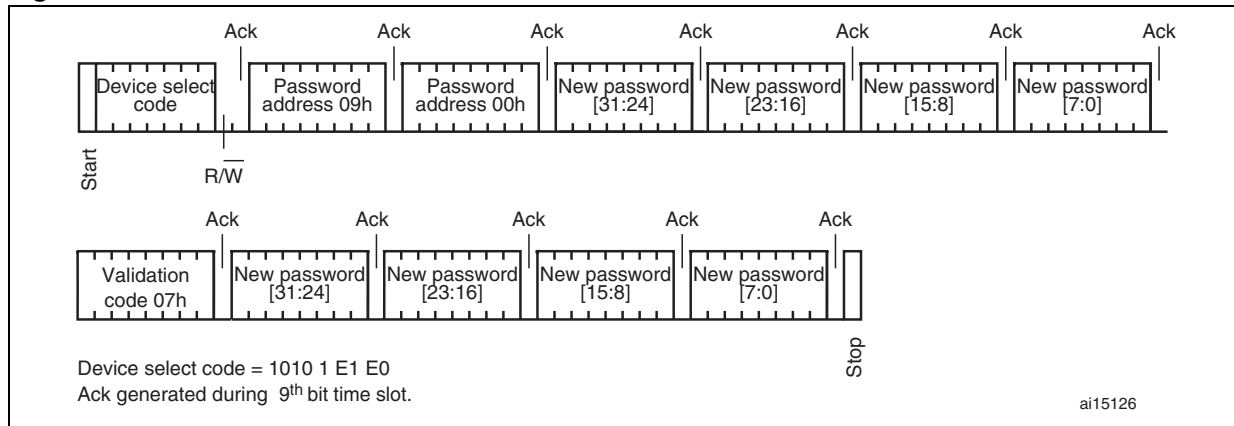 Ack Ack Ack Ack Ack Ack Ack
Device select
code
Password
address 09h
Password
address 00h
New password
[31:24]
New password
[23:16]
New password
[15:8]
New password
[7:0]
Start
R/W̅
Ack Ack Ack Ack Ack
Validation
code 07h
New password
[31:24]
New password
[23:16]
New password
[15:8]
New password
[7:0]
Stop
Device select code = 1010 1 E1 E0
Ack generated during 9th bit time slot.
ai15126